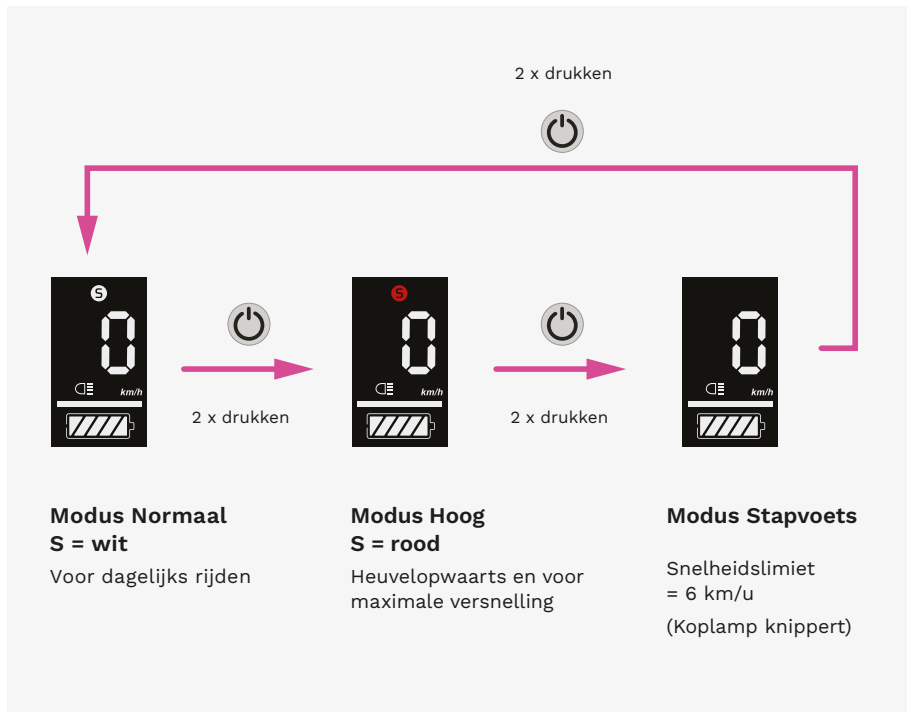 2 x drukken
S
0
km/h
2 x drukken
S
0
km/h
2 x drukken
0
km/h
Modus Normaal
S = wit
Voor dagelijks rijden
Modus Hoog
S = rood
Heuvelopwaarts en voor
maximale versnelling
Modus Stapvoets
Snelheidslimiet
= 6 km/u
(Koplamp knippert)